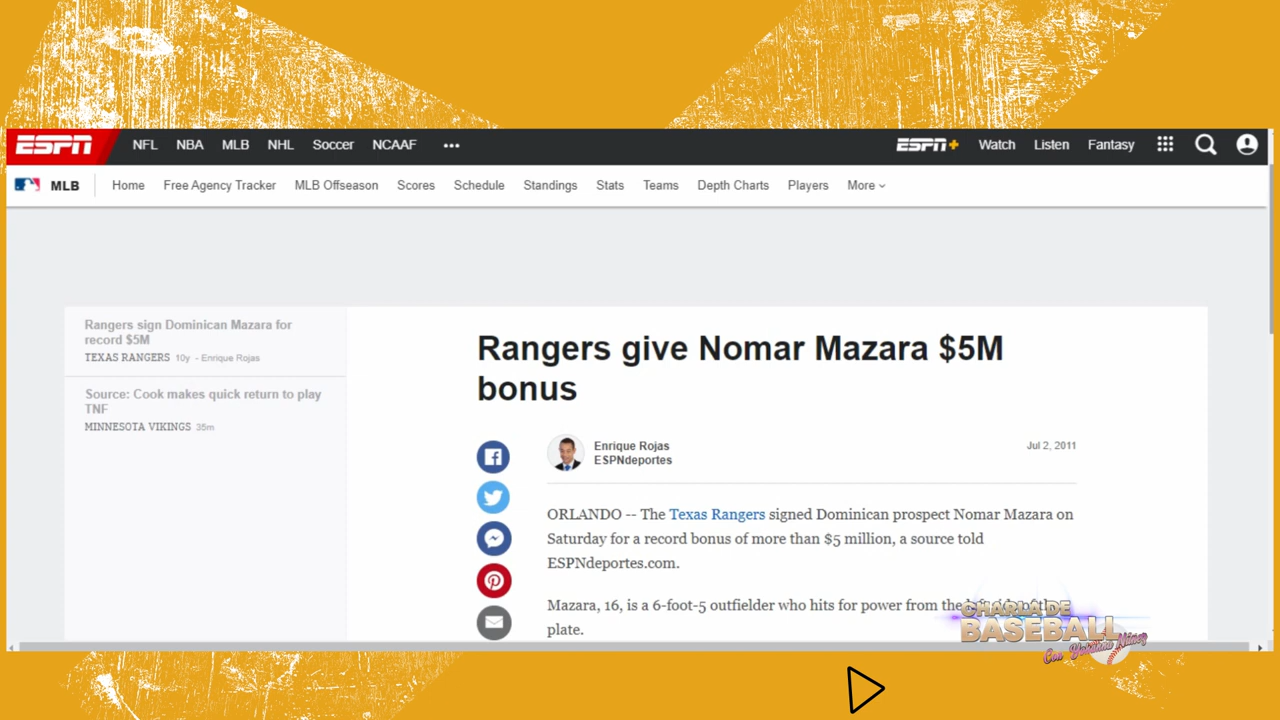 ESPN NFL NBA MLB NHL Soccer NCAAF ••• ESPN+ Watch Listen Fantasy
MLB Home Free Agency Tracker MLB Offseason Scores Schedule Standings Stats Teams Depth Charts Players More
Rangers sign Dominican Mazara for
record $5M
TEXAS RANGERS 10y - Enrique Rojas
Source: Cook makes quick return to play
TNF
MINNESOTA VIKINGS 35m
Rangers give Nomar Mazara $5M
bonus
Enrique Rojas
ESPNdeportes
Jul 2, 2011
ORLANDO -- The Texas Rangers signed Dominican prospect Nomar Mazara on
Saturday for a record bonus of more than $5 million, a source told
ESPNdeportes.com.
Mazara, 16, is a 6-foot-5 outfielder who hits for power from the
plate.
CHARLA DE
BASEBALL
Con